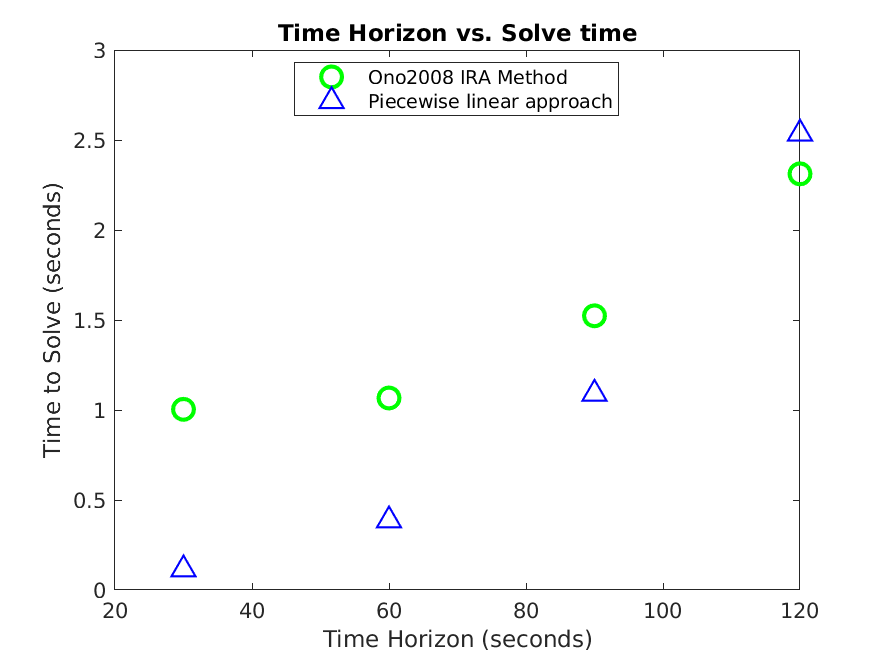 Time Horizon vs. Solve time
Ono2008 IRA Method
Piecewise linear approach
Time to Solve (seconds)
3
2.5
2
1.5
1
0.5
0
20 40 60 80 100 120
Time Horizon (seconds)